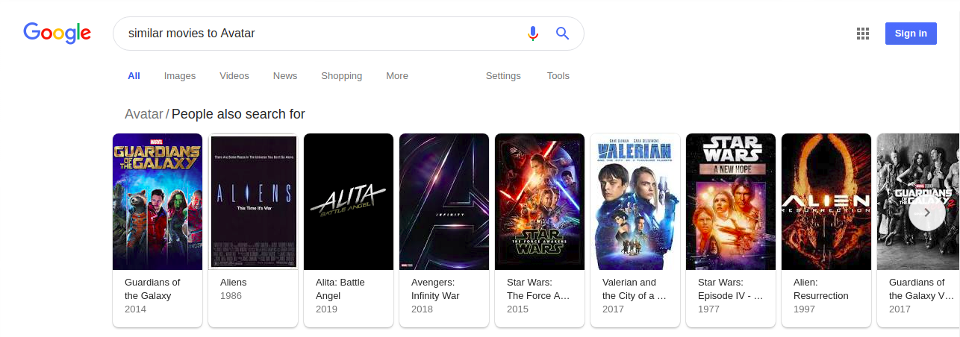 Google
similar movies to Avatar
Sign in
All Images Videos News Shopping More Settings Tools
Avatar / People also search for
MARVEL
GUARDIANS
OF THE GALAXY
ALIENS
This Time It's War
ALITA
BATTLE ANGEL
INFINITY
STAR
THE FORCE AWAKENS
WARS
VALERIAN
STAR
WARS
A NEW HOPE
ALIEN
RESURRECTION
GUARDIANS
Guardians of
the Galaxy
2014
Aliens
1986
Alita: Battle
Angel
2019
Avengers:
Infinity War
2018
Star Wars:
The Force A...
2015
Valerian and
the City of a ...
2017
Star Wars:
Episode IV - ...
1977
Alien:
Resurrection
1997
Guardians of
the Galaxy V...
2017